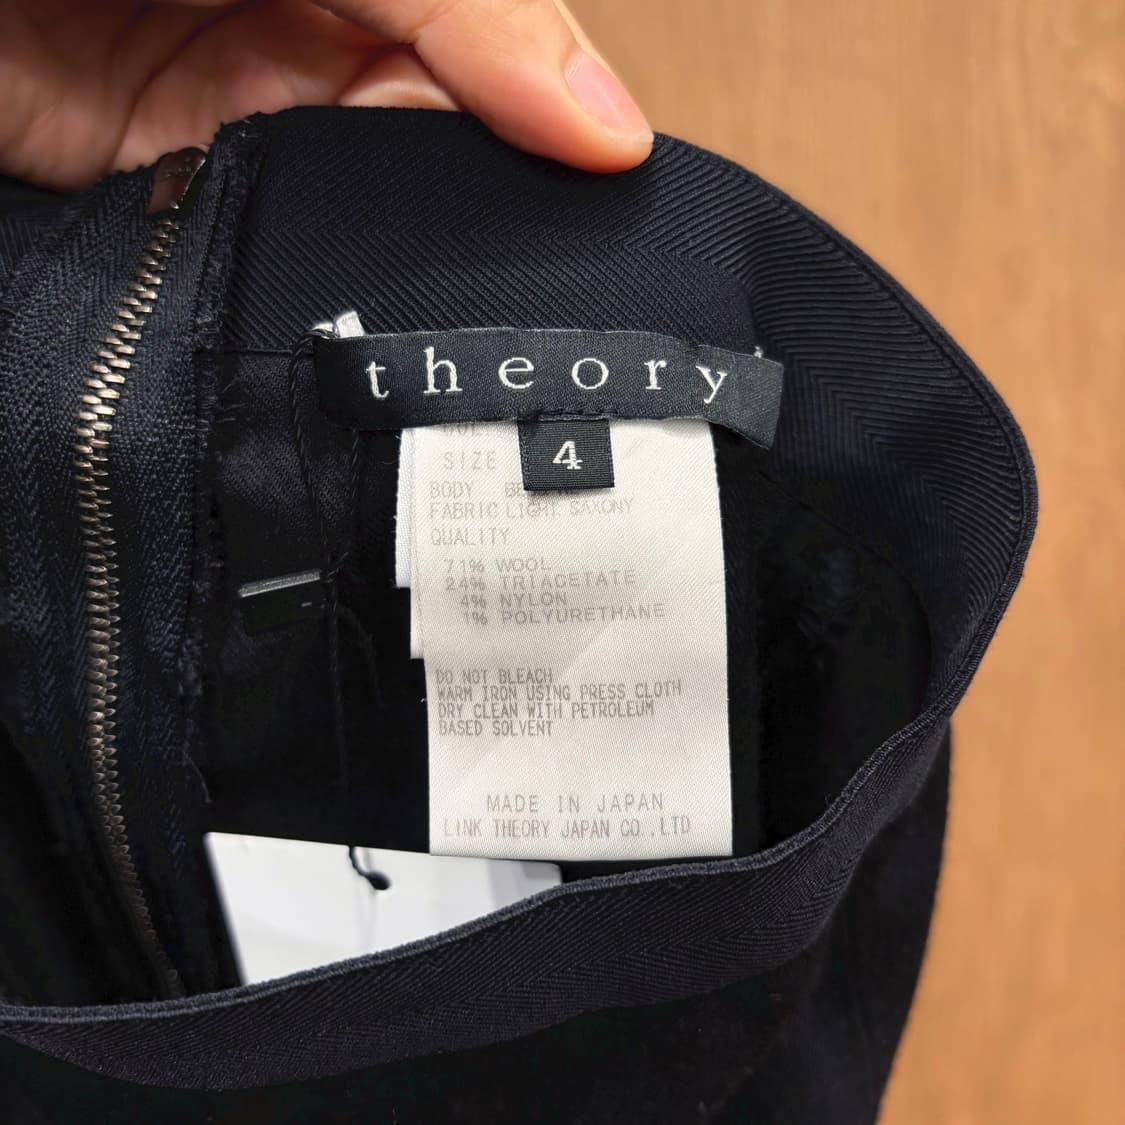 theory
4
SIZE
BODY
FABRIC LIGHT SAXONY
QUALITY
71% WOOL
24% TRIACETATE
4% NYLON
1% POLYURETHANE
DO NOT BLEACH
WARM IRON USING PRESS CLOTH
DRY CLEAN WITH PETROLEUM
BASED SOLVENT
MADE IN JAPAN
LINK THEORY JAPAN CO.,LTD